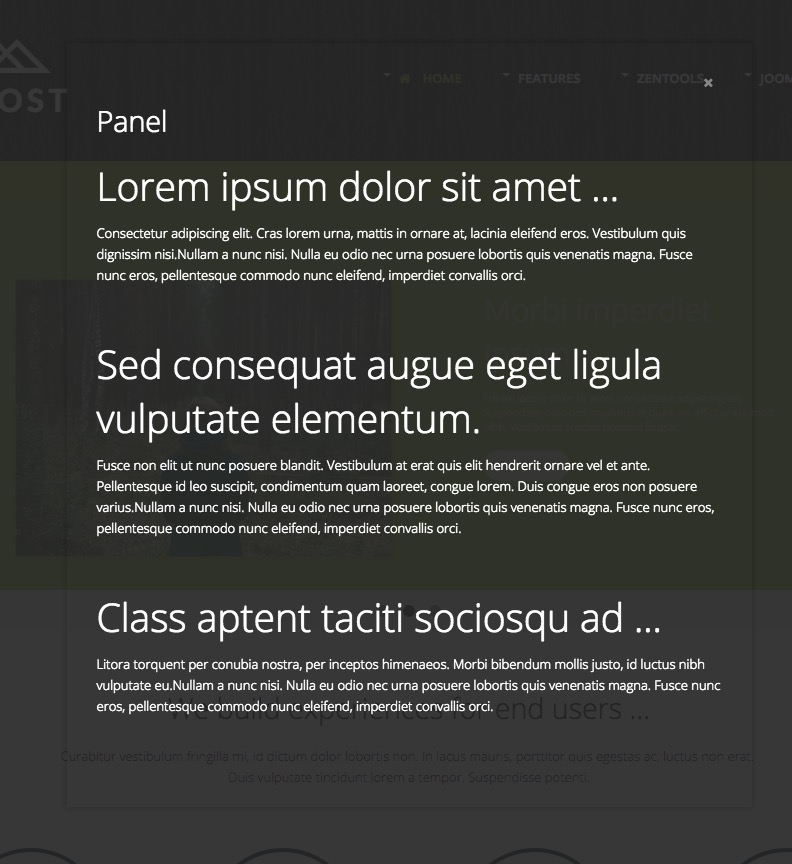 OST
HOME
FEATURES
ZENTOOLS
JOOM
Panel
Lorem ipsum dolor sit amet ...
Consectetur adipiscing elit. Cras lorem urna, mattis in ornare at, lacinia eleifend eros. Vestibulum quis
dignissim nisi.Nullam a nunc nisi. Nulla eu odio nec urna posuere lobortis quis venenatis magna. Fusce
nunc eros, pellentesque commodo nunc eleifend, imperdiet convallis orci.
Morbi imperdiet
Sed consequat augue eget ligula
vulputate elementum.
Fusce non elit ut nunc posuere blandit. Vestibulum at erat quis elit hendrerit ornare vel et ante.
Pellentesque id leo suscipit, condimentum quam laoreet, congue lorem. Duis congue eros non posuere
varius.Nullam a nunc nisi. Nulla eu odio nec urna posuere lobortis quis venenatis magna. Fusce nunc eros,
pellentesque commodo nunc eleifend, imperdiet convallis orci.
Class aptent taciti sociosqu ad ...
Litora torquent per conubia nostra, per inceptos himenaeos. Morbi bibendum mollis justo, id luctus nibh
vulputate eu.Nullam a nunc nisi. Nulla eu odio nec urna posuere lobortis quis venenatis magna. Fusce nunc
eros, pellentesque commodo nunc eleifend, imperdiet convallis orci.
We build experiences for end users ...
Curabitur vestibulum fringilla mi, id dictum dolor lobortis non. In lacus mauris, porttitor quis egestas ac, luctus non erat.
Duis vulputate tincidunt lorem a tempor. Suspendisse potenti.